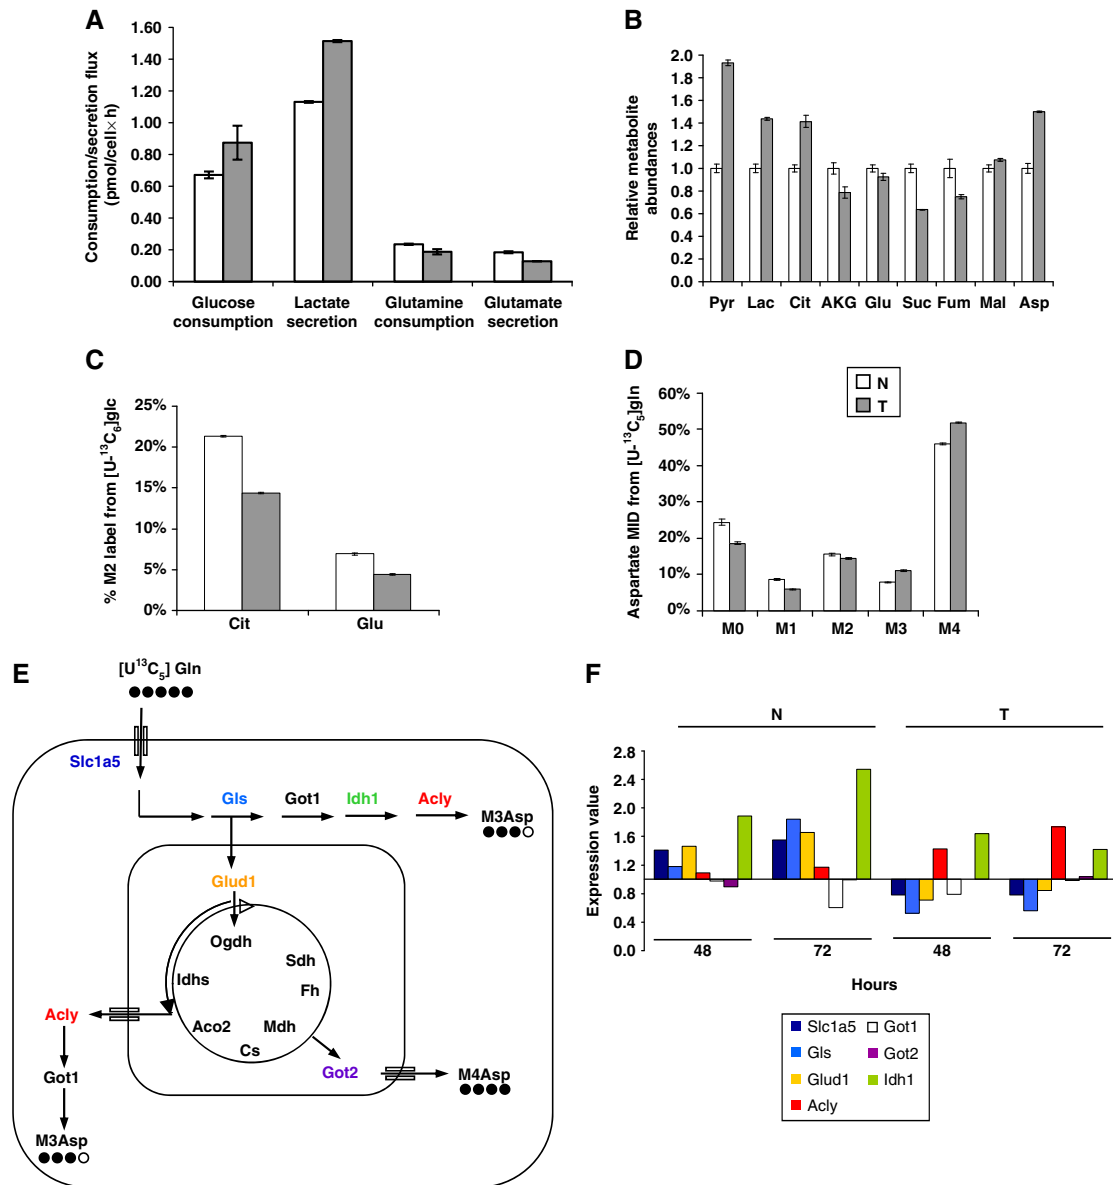 A
Consumption/secretion flux
(pmol/cell× h)
1.60
1.40
1.20
1.00
0.80
0.60
0.40
0.20
0.00
Glucose
consumption
Lactate
secretion
Glutamine
consumption
Glutamate
secretion
B
Relative metabolite
abundances
2.0
1.8
1.6
1.4
1.2
1.0
0.8
0.6
0.4
0.2
0.0
Pyr Lac Cit AKG Glu Suc Fum Mal Asp
C
% M2 label from [U-¹³C₆]glc
25%
20%
15%
10%
5%
0%
Cit Glu
D
N
T
Aspartate MID from [U-¹³C₅]gln
60%
50%
40%
30%
20%
10%
0%
M0 M1 M2 M3 M4
E
[U¹³C₅] Gln
Slc1a5
Gls Got1 Idh1 Acly
M3Asp
Glud1
Ogdh
Sdh
Idhs
Fh
Acly
Aco2 Mdh
Cs
Got1
Got2 M4Asp
M3Asp
F
N T
Expression value
2.8
2.4
2.0
1.6
1.2
0.8
0.4
0.0
48 72 48 72
Hours
Slc1a5 Got1
Gls Got2
Glud1 Idh1
Acly